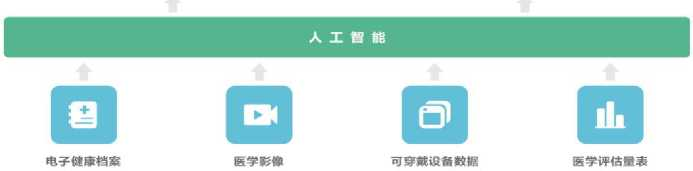 人工智能
电子健康档案
医学影像
可穿戴设备数据
医学评估量表